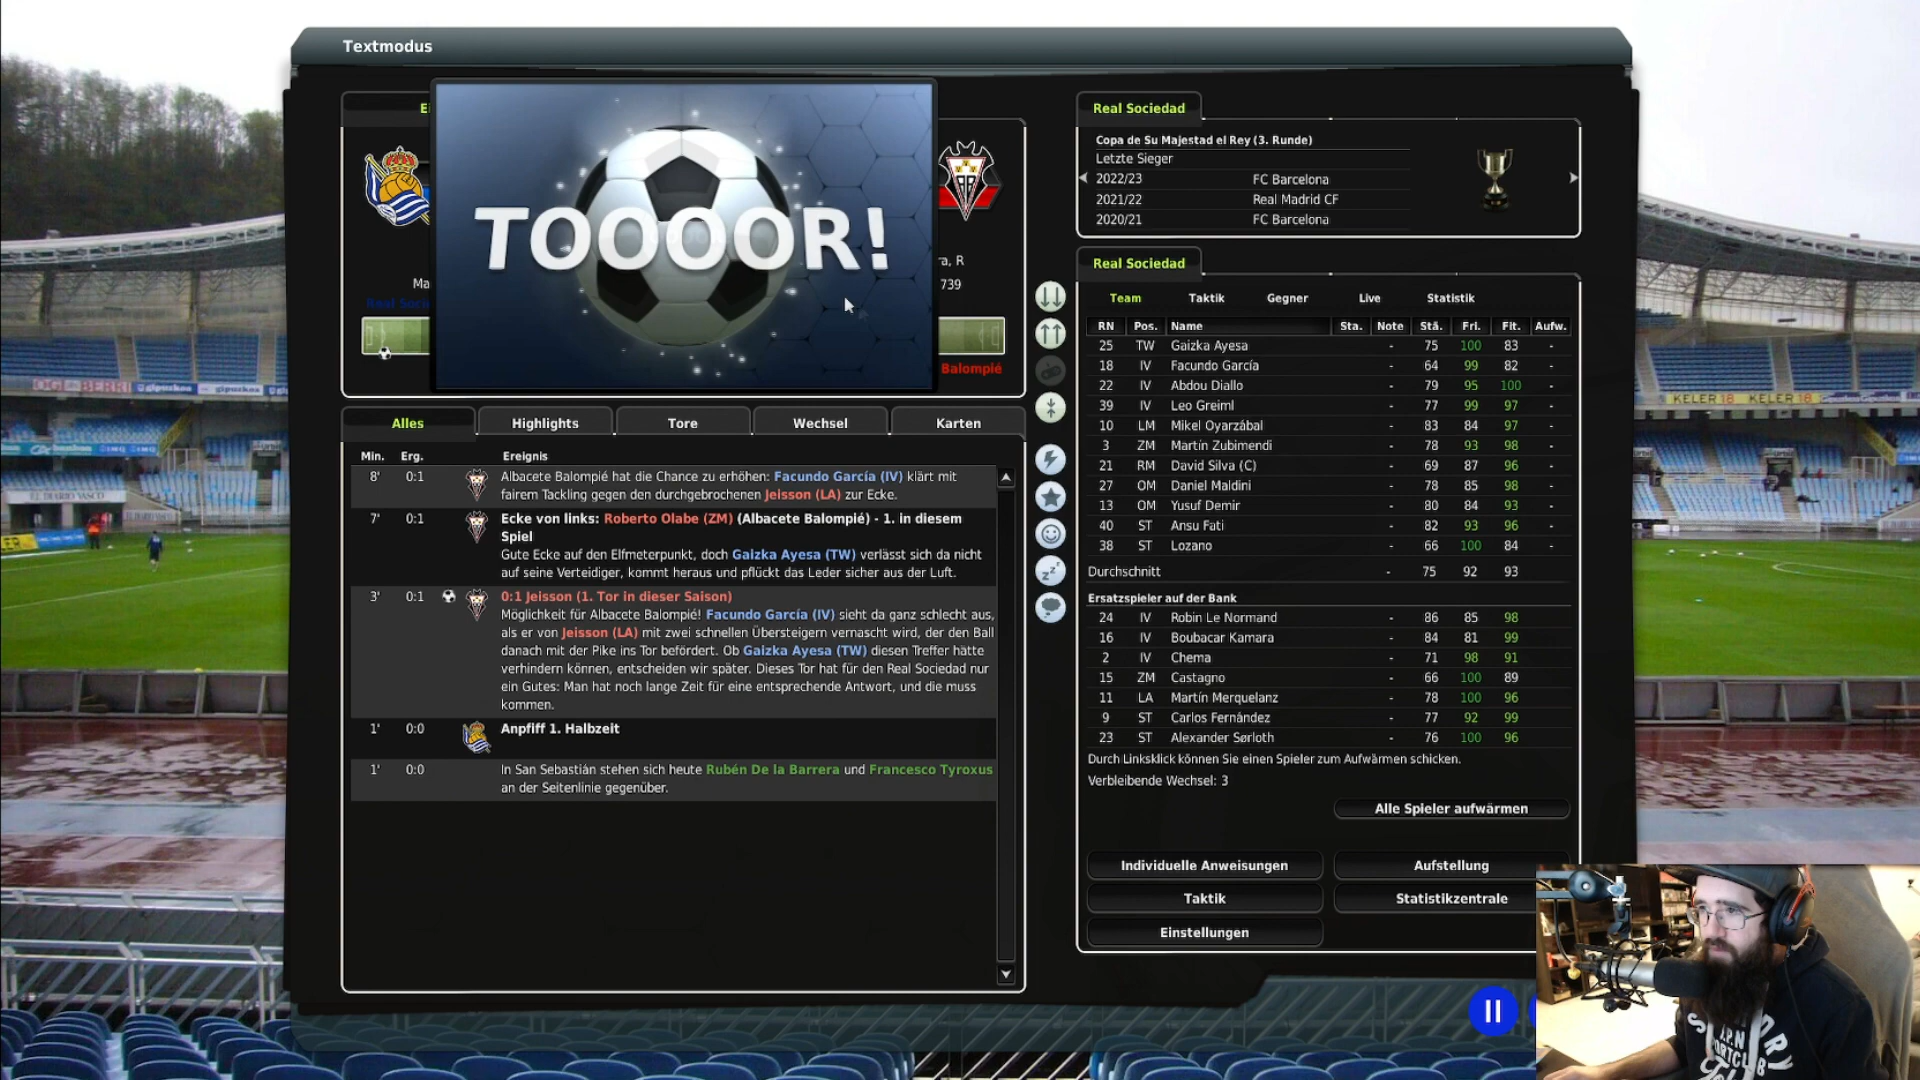 Textmodus
Ei
TOOOOR!
ra, R
Ma
739
Real Soci
Balompié
Alles
Highlights
Tore
Wechsel
Karten
Min. Erg. Ereignis
8' 0:1 Albacete Balompié hat die Chance zu erhöhen: Facundo García (IV) klärt mit
fairem Tackling gegen den durchgebrochenen Jeisson (LA) zur Ecke.
7' 0:1 Ecke von links: Roberto Olabe (ZM) (Albacete Balompié) - 1. in diesem
Spiel
Gute Ecke auf den Elfmeterpunkt, doch Gaizka Ayesa (TW) verlässt sich da nicht
auf seine Verteidiger, kommt heraus und pflückt das Leder sicher aus der Luft.
3' 0:1 0:1 Jeisson (1. Tor in dieser Saison)
Möglichkeit für Albacete Balompié! Facundo García (IV) sieht da ganz schlecht aus,
als er von Jeisson (LA) mit zwei schnellen Übersteigern vernascht wird, der den Ball
danach mit der Pike ins Tor befördert. Ob Gaizka Ayesa (TW) diesen Treffer hätte
verhindern können, entscheiden wir später. Dieses Tor hat für den Real Sociedad nur
ein Gutes: Man hat noch lange Zeit für eine entsprechende Antwort, und die muss
kommen.
1' 0:0 Anpfiff 1. Halbzeit
1' 0:0 In San Sebastián stehen sich heute Rubén De la Barrera und Francesco Tyroxus
an der Seitenlinie gegenüber.
Real Sociedad
Copa de Su Majestad el Rey (3. Runde)
Letzte Sieger
2022/23 FC Barcelona
2021/22 Real Madrid CF
2020/21 FC Barcelona
Real Sociedad
Team Taktik Gegner Live Statistik
RN Pos. Name Sta. Note Stä. Fri. Fit. Aufw.
25 TW Gaizka Ayesa - 75 100 83 -
18 IV Facundo García - 64 99 82 -
22 IV Abdou Diallo - 79 95 100 -
39 IV Leo Greiml - 77 99 97 -
10 LM Mikel Oyarzábal - 83 84 97 -
3 ZM Martín Zubimendi - 78 93 98 -
21 RM David Silva (C) - 69 87 96 -
27 OM Daniel Maldini - 78 85 98 -
13 OM Yusuf Demir - 80 84 93 -
40 ST Ansu Fati - 82 93 96 -
38 ST Lozano - 66 100 84 -
Durchschnitt - 75 92 93
Ersatzspieler auf der Bank
24 IV Robin Le Normand - 86 85 98
16 IV Boubacar Kamara - 84 81 99
2 IV Chema - 71 98 91
15 ZM Castagno - 66 100 89
11 LA Martín Merquelanz - 78 100 96
9 ST Carlos Fernández - 77 92 99
23 ST Alexander Sørloth - 76 100 96
Durch Linksklick können Sie einen Spieler zum Aufwärmen schicken.
Verbleibende Wechsel: 3
Alle Spieler aufwärmen
Individuelle Anweisungen
Aufstellung
Taktik
Statistikzentrale
Einstellungen
zzz
OGI-BERRI gipuzkoa
KELER 18 KELER 18
EL DIARIO VASCO